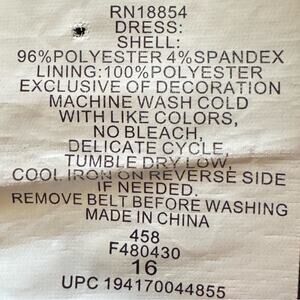 RN18854
DRESS:
SHELL:
96%POLYESTER 4%SPANDEX
LINING:100%POLYESTER
EXCLUSIVE OF DECORATION
MACHINE WASH COLD
WITH LIKE COLORS,
NO BLEACH,
DELICATE CYCLE,
TUMBLE DRY LOW,
COOL IRON ON REVERSE SIDE
IF NEEDED.
REMOVE BELT BEFORE WASHING
MADE IN CHINA
458
F480430
16
UPC 194170044855